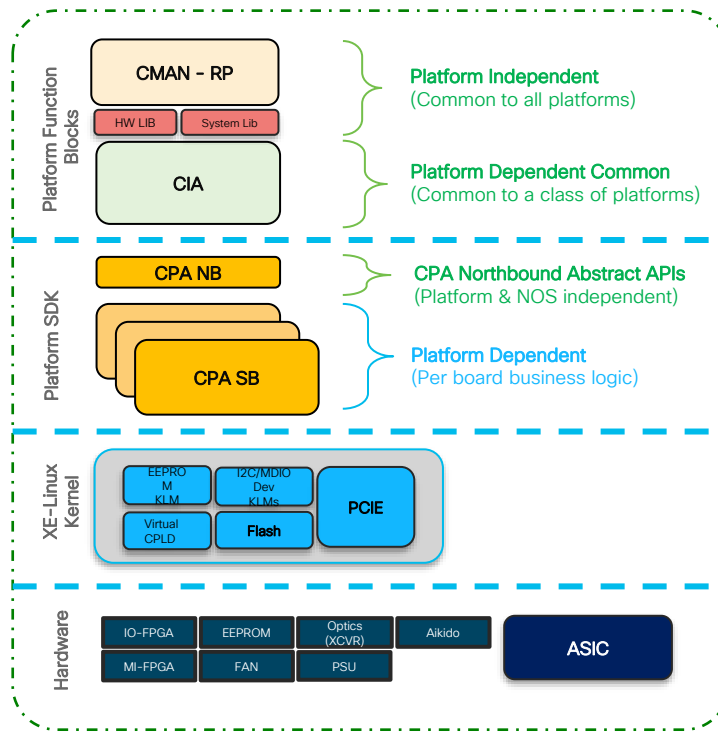 Platform Function
Blocks
CMAN - RP
HW LIB
System Lib
CIA
Platform Independent
(Common to all platforms)
Platform Dependent Common
(Common to a class of platforms)
Platform SDK
CPA NB
CPA SB
CPA Northbound Abstract APIs
(Platform & NOS independent)
Platform Dependent
(Per board business logic)
XE-Linux
Kernel
EEPRO
M
KLM
I2C/MDIO
Dev
KLMs
PCIE
Virtual
CPLD
Flash
Hardware
IO-FPGA
EEPROM
Optics
(XCVR)
Aikido
MI-FPGA
FAN
PSU
ASIC